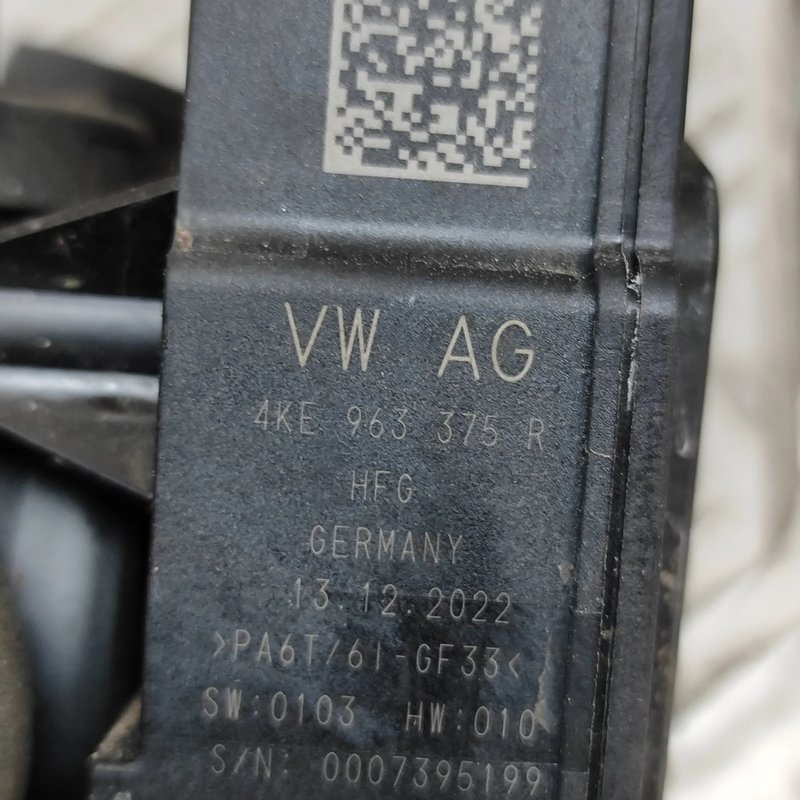 VW AG
4KE 963 375 R
HFG
GERMANY
13.12.2022
>PA6T/6I-GF33<
SW:0103 HW:010
S/N: 0007395199